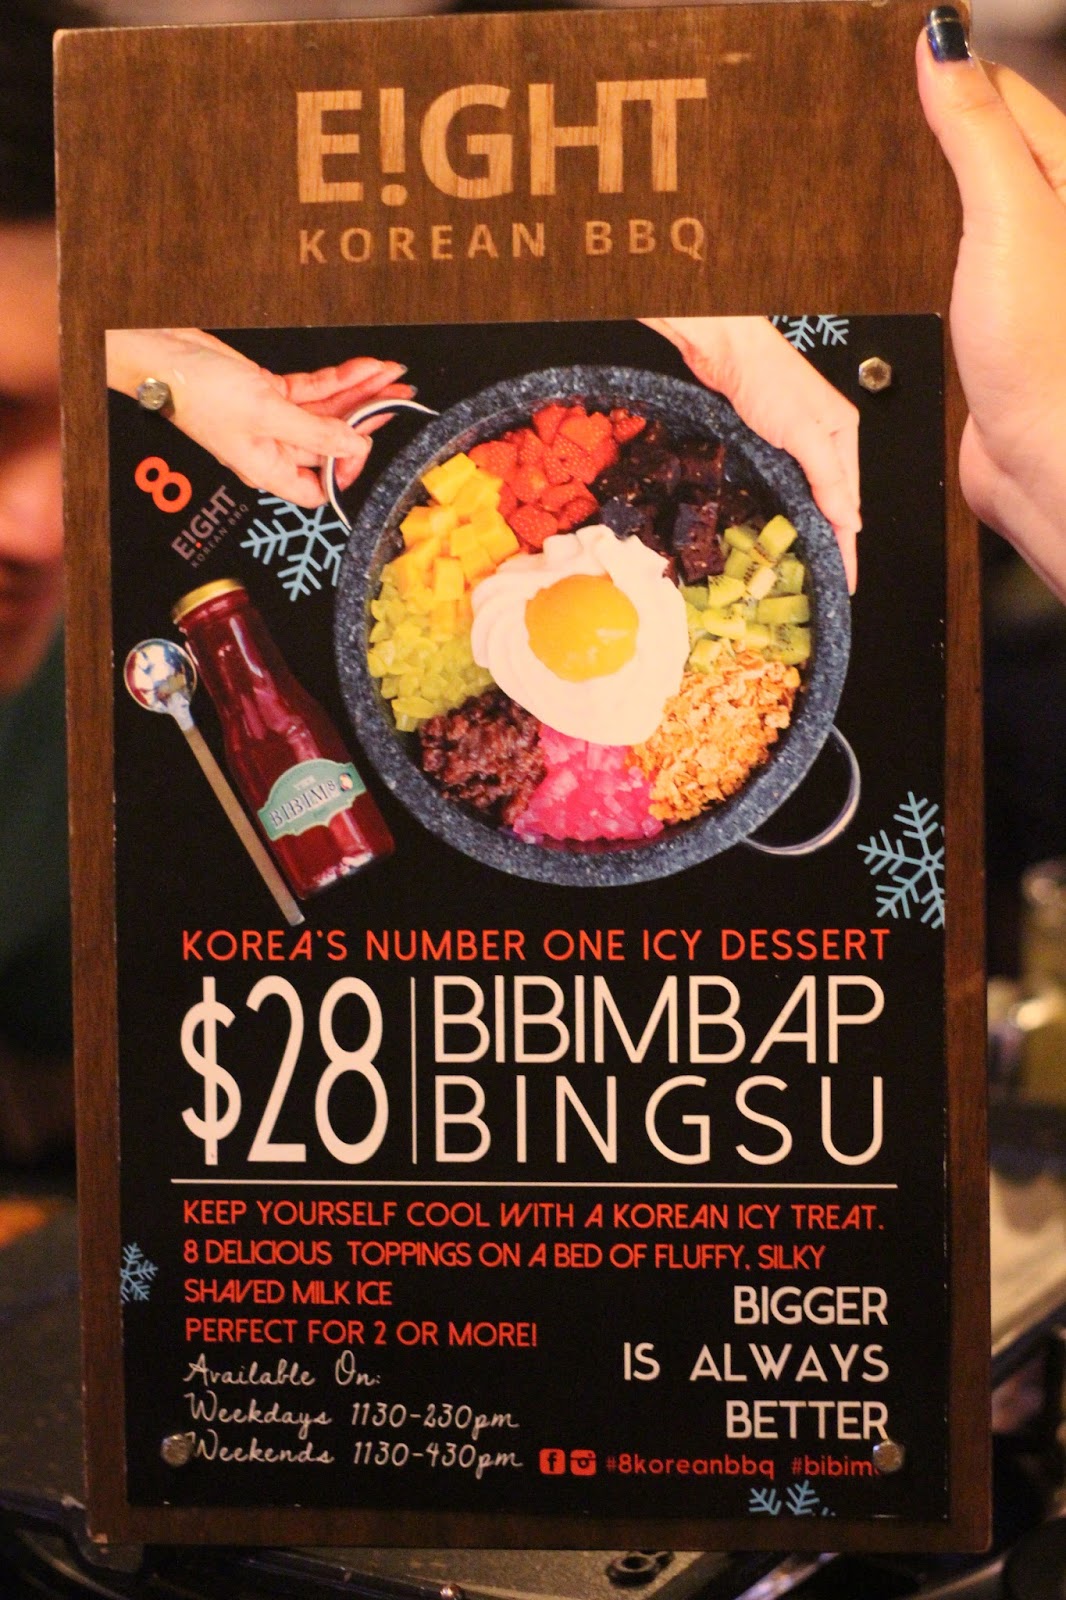 E!GHT
KOREAN BBQ
8
E!GHT
KOREAN BBQ
BIBIM8
KOREA'S NUMBER ONE ICY DESSERT
$28
BIBIMBAP
BINGSU
KEEP YOURSELF COOL WITH A KOREAN ICY TREAT.
8 DELICIOUS TOPPINGS ON A BED OF FLUFFY, SILKY
SHAVED MILK ICE
PERFECT FOR 2 OR MORE!
BIGGER
IS ALWAYS
BETTER
Available On:
Weekdays 1130-230pm
Weekends 1130-430pm
#8koreanbbq